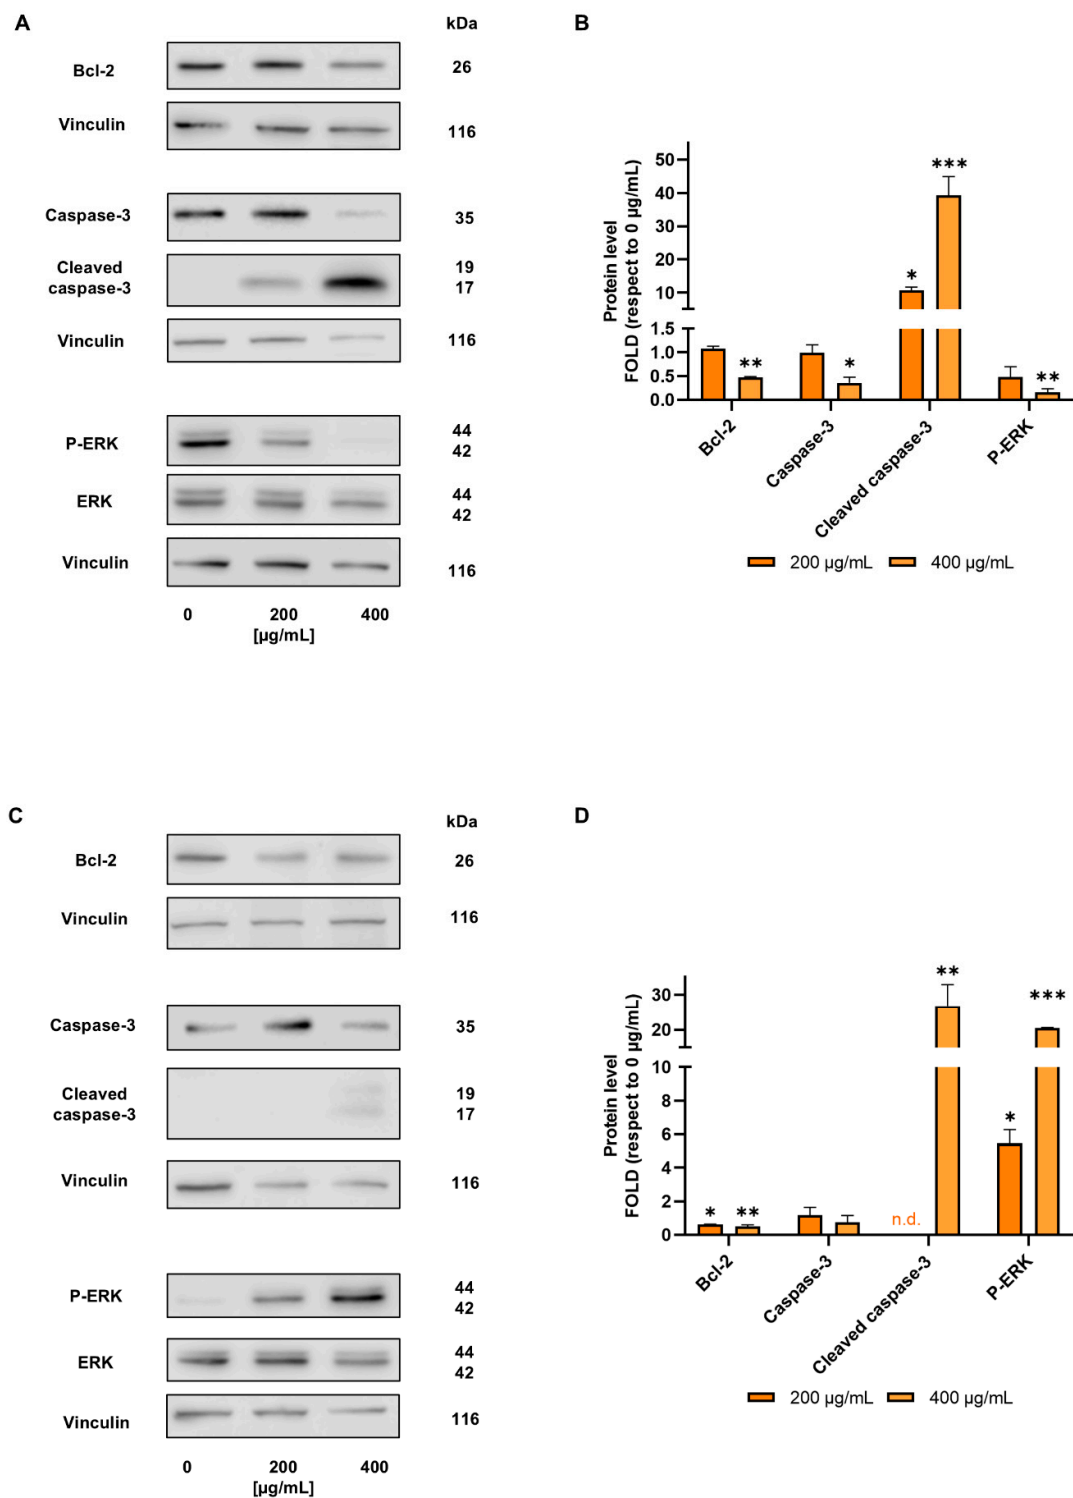 A
kDa
Bcl-2
26
Vinculin
116
Caspase-3
35
Cleaved
caspase-3
19
17
Vinculin
116
P-ERK
44
42
ERK
44
42
Vinculin
116
0 200 400
[µg/mL]
B
Protein level
FOLD (respect to 0 µg/mL)
50
40
30
20
10
1.5
1.0
0.5
0.0
**
*
*
***
**
Bcl-2
Caspase-3
Cleaved caspase-3
P-ERK
200 µg/mL 400 µg/mL
C
kDa
Bcl-2
26
Vinculin
116
Caspase-3
35
Cleaved
caspase-3
19
17
Vinculin
116
P-ERK
44
42
ERK
44
42
Vinculin
116
0 200 400
[µg/mL]
D
Protein level
FOLD (respect to 0 µg/mL)
30
20
10
8
6
4
2
0
*
**
n.d.
**
*
***
Bcl-2
Caspase-3
Cleaved caspase-3
P-ERK
200 µg/mL 400 µg/mL